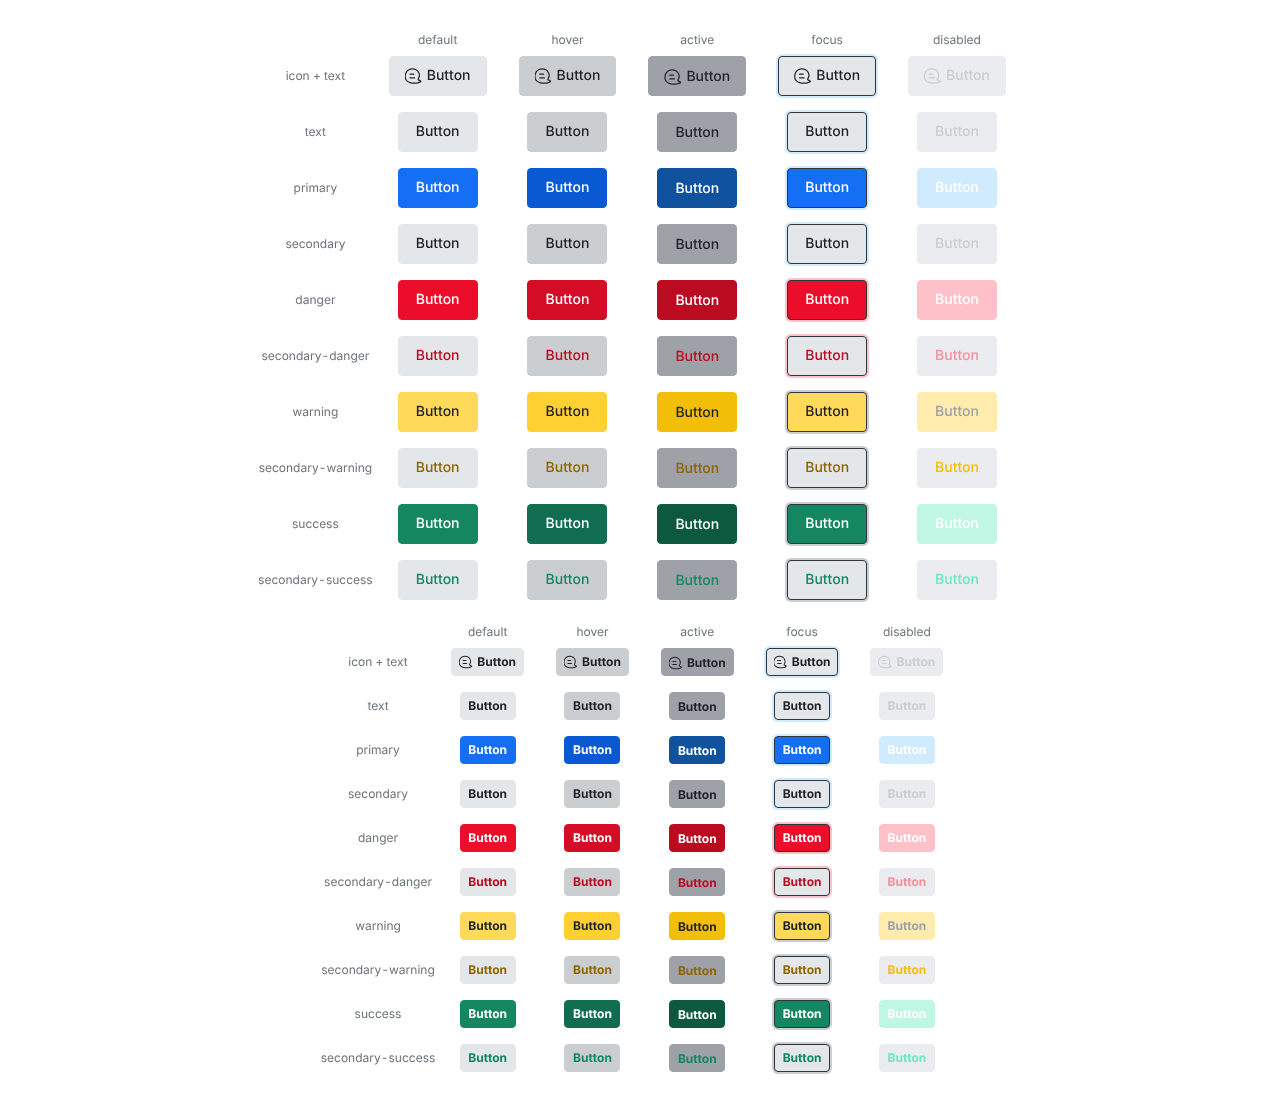 default hover active focus disabled
icon + text Button Button Button Button Button
text Button Button Button Button Button
primary Button Button Button Button Button
secondary Button Button Button Button Button
danger Button Button Button Button Button
secondary-danger Button Button Button Button Button
warning Button Button Button Button Button
secondary-warning Button Button Button Button Button
success Button Button Button Button Button
secondary-success Button Button Button Button Button
default hover active focus disabled
icon + text Button Button Button Button Button
text Button Button Button Button Button
primary Button Button Button Button Button
secondary Button Button Button Button Button
danger Button Button Button Button Button
secondary-danger Button Button Button Button Button
warning Button Button Button Button Button
secondary-warning Button Button Button Button Button
success Button Button Button Button Button
secondary-success Button Button Button Button Button